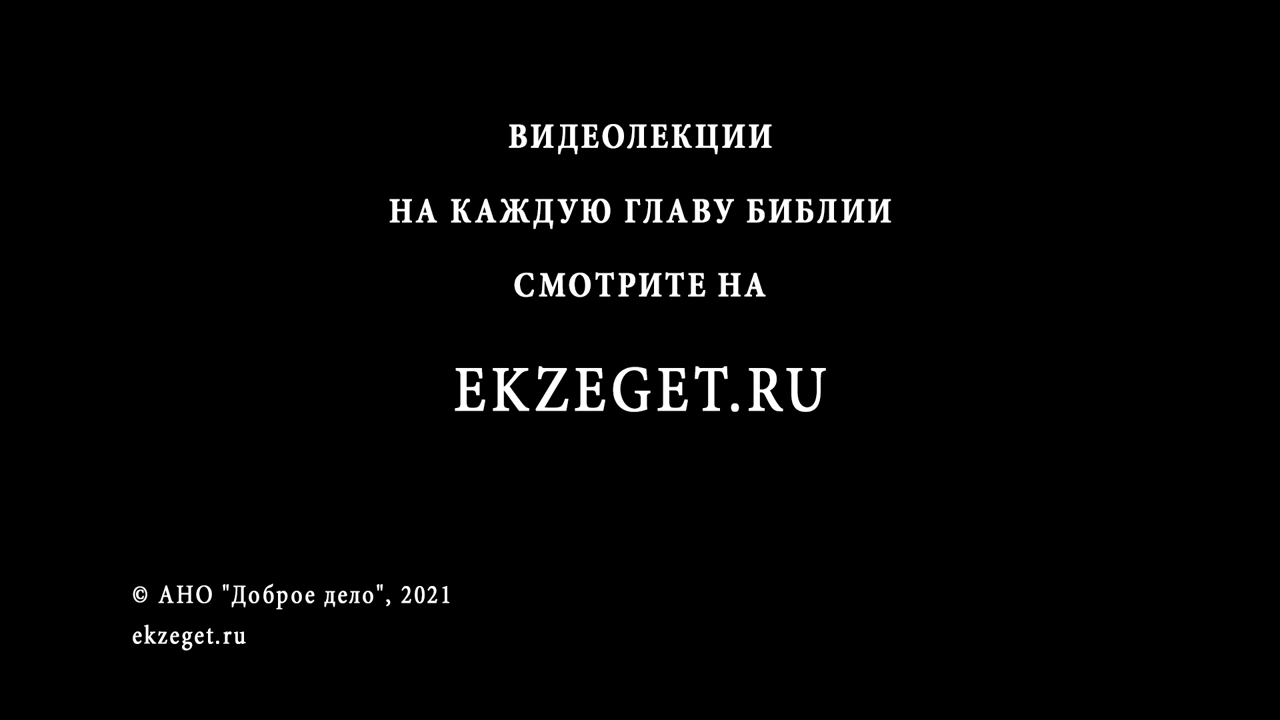 ВИДЕОЛЕКЦИИ
НА КАЖДУЮ ГЛАВУ БИБЛИИ
СМОТРИТЕ НА
EKZEGET.RU
© АНО "Доброе дело", 2021
ekzeget.ru